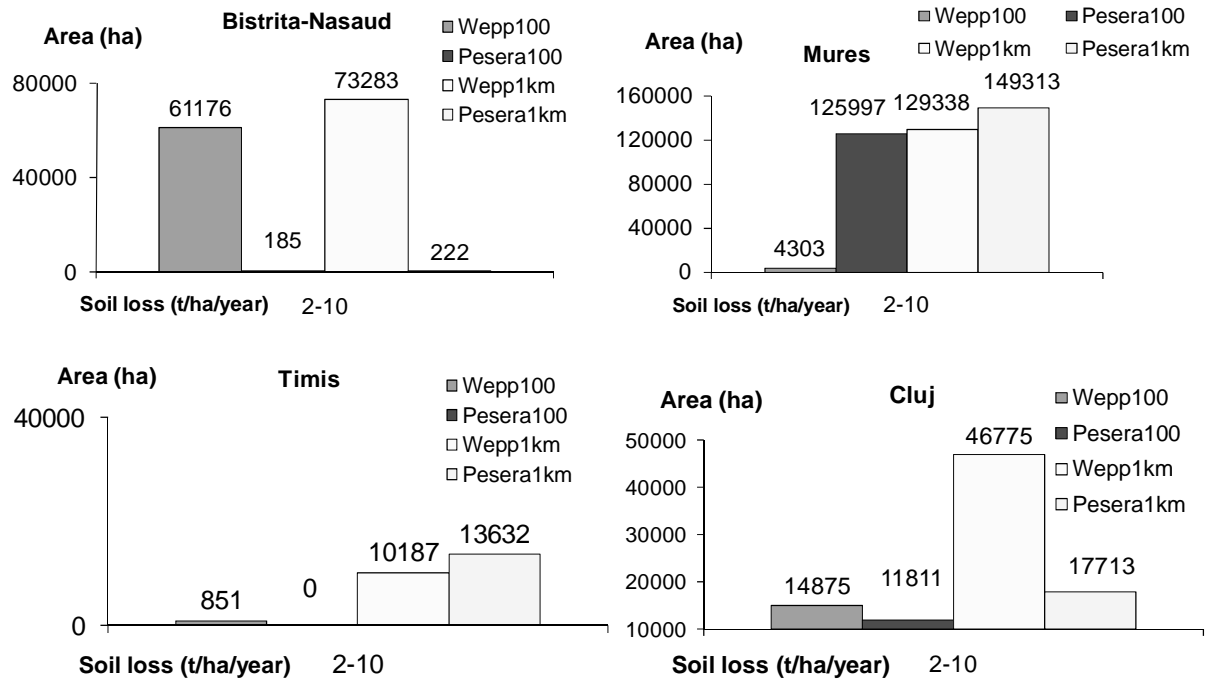 Bistrita-Nasaud
Area (ha)
Wepp100
Pesera100
Wepp1km
Pesera1km
80000
40000
0
61176
185
73283
222
Soil loss (t/ha/year) 2-10
Wepp100 Pesera100
Wepp1km Pesera1km
Area (ha)
Mures
160000
120000
80000
40000
0
4303
125997
129338
149313
Soil loss (t/ha/year) 2-10
Area (ha)
Timis
Wepp100
Pesera100
Wepp1km
Pesera1km
40000
0
851
0
10187
13632
Soil loss (t/ha/year) 2-10
Area (ha)
Cluj
Wepp100
Pesera100
Wepp1km
Pesera1km
50000
40000
30000
20000
10000
14875
11811
46775
17713
Soil loss (t/ha/year) 2-10